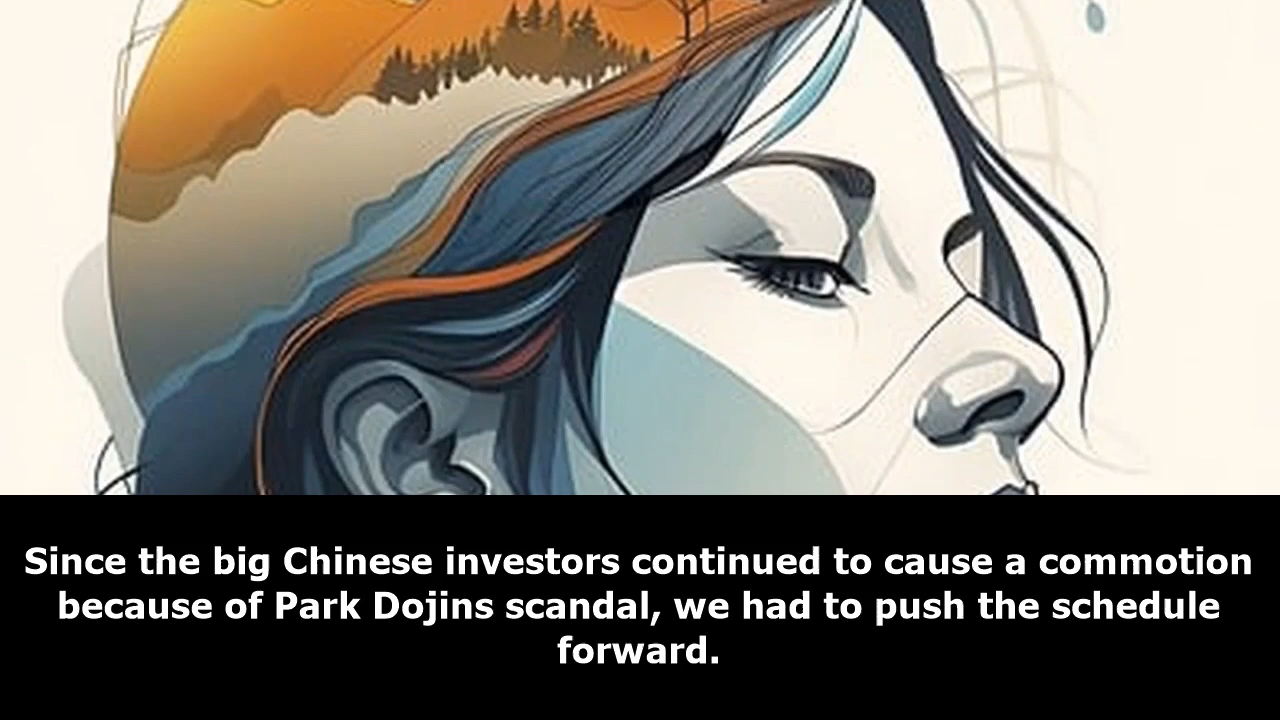 Since the big Chinese investors continued to cause a commotion
because of Park Dojins scandal, we had to push the schedule
forward.